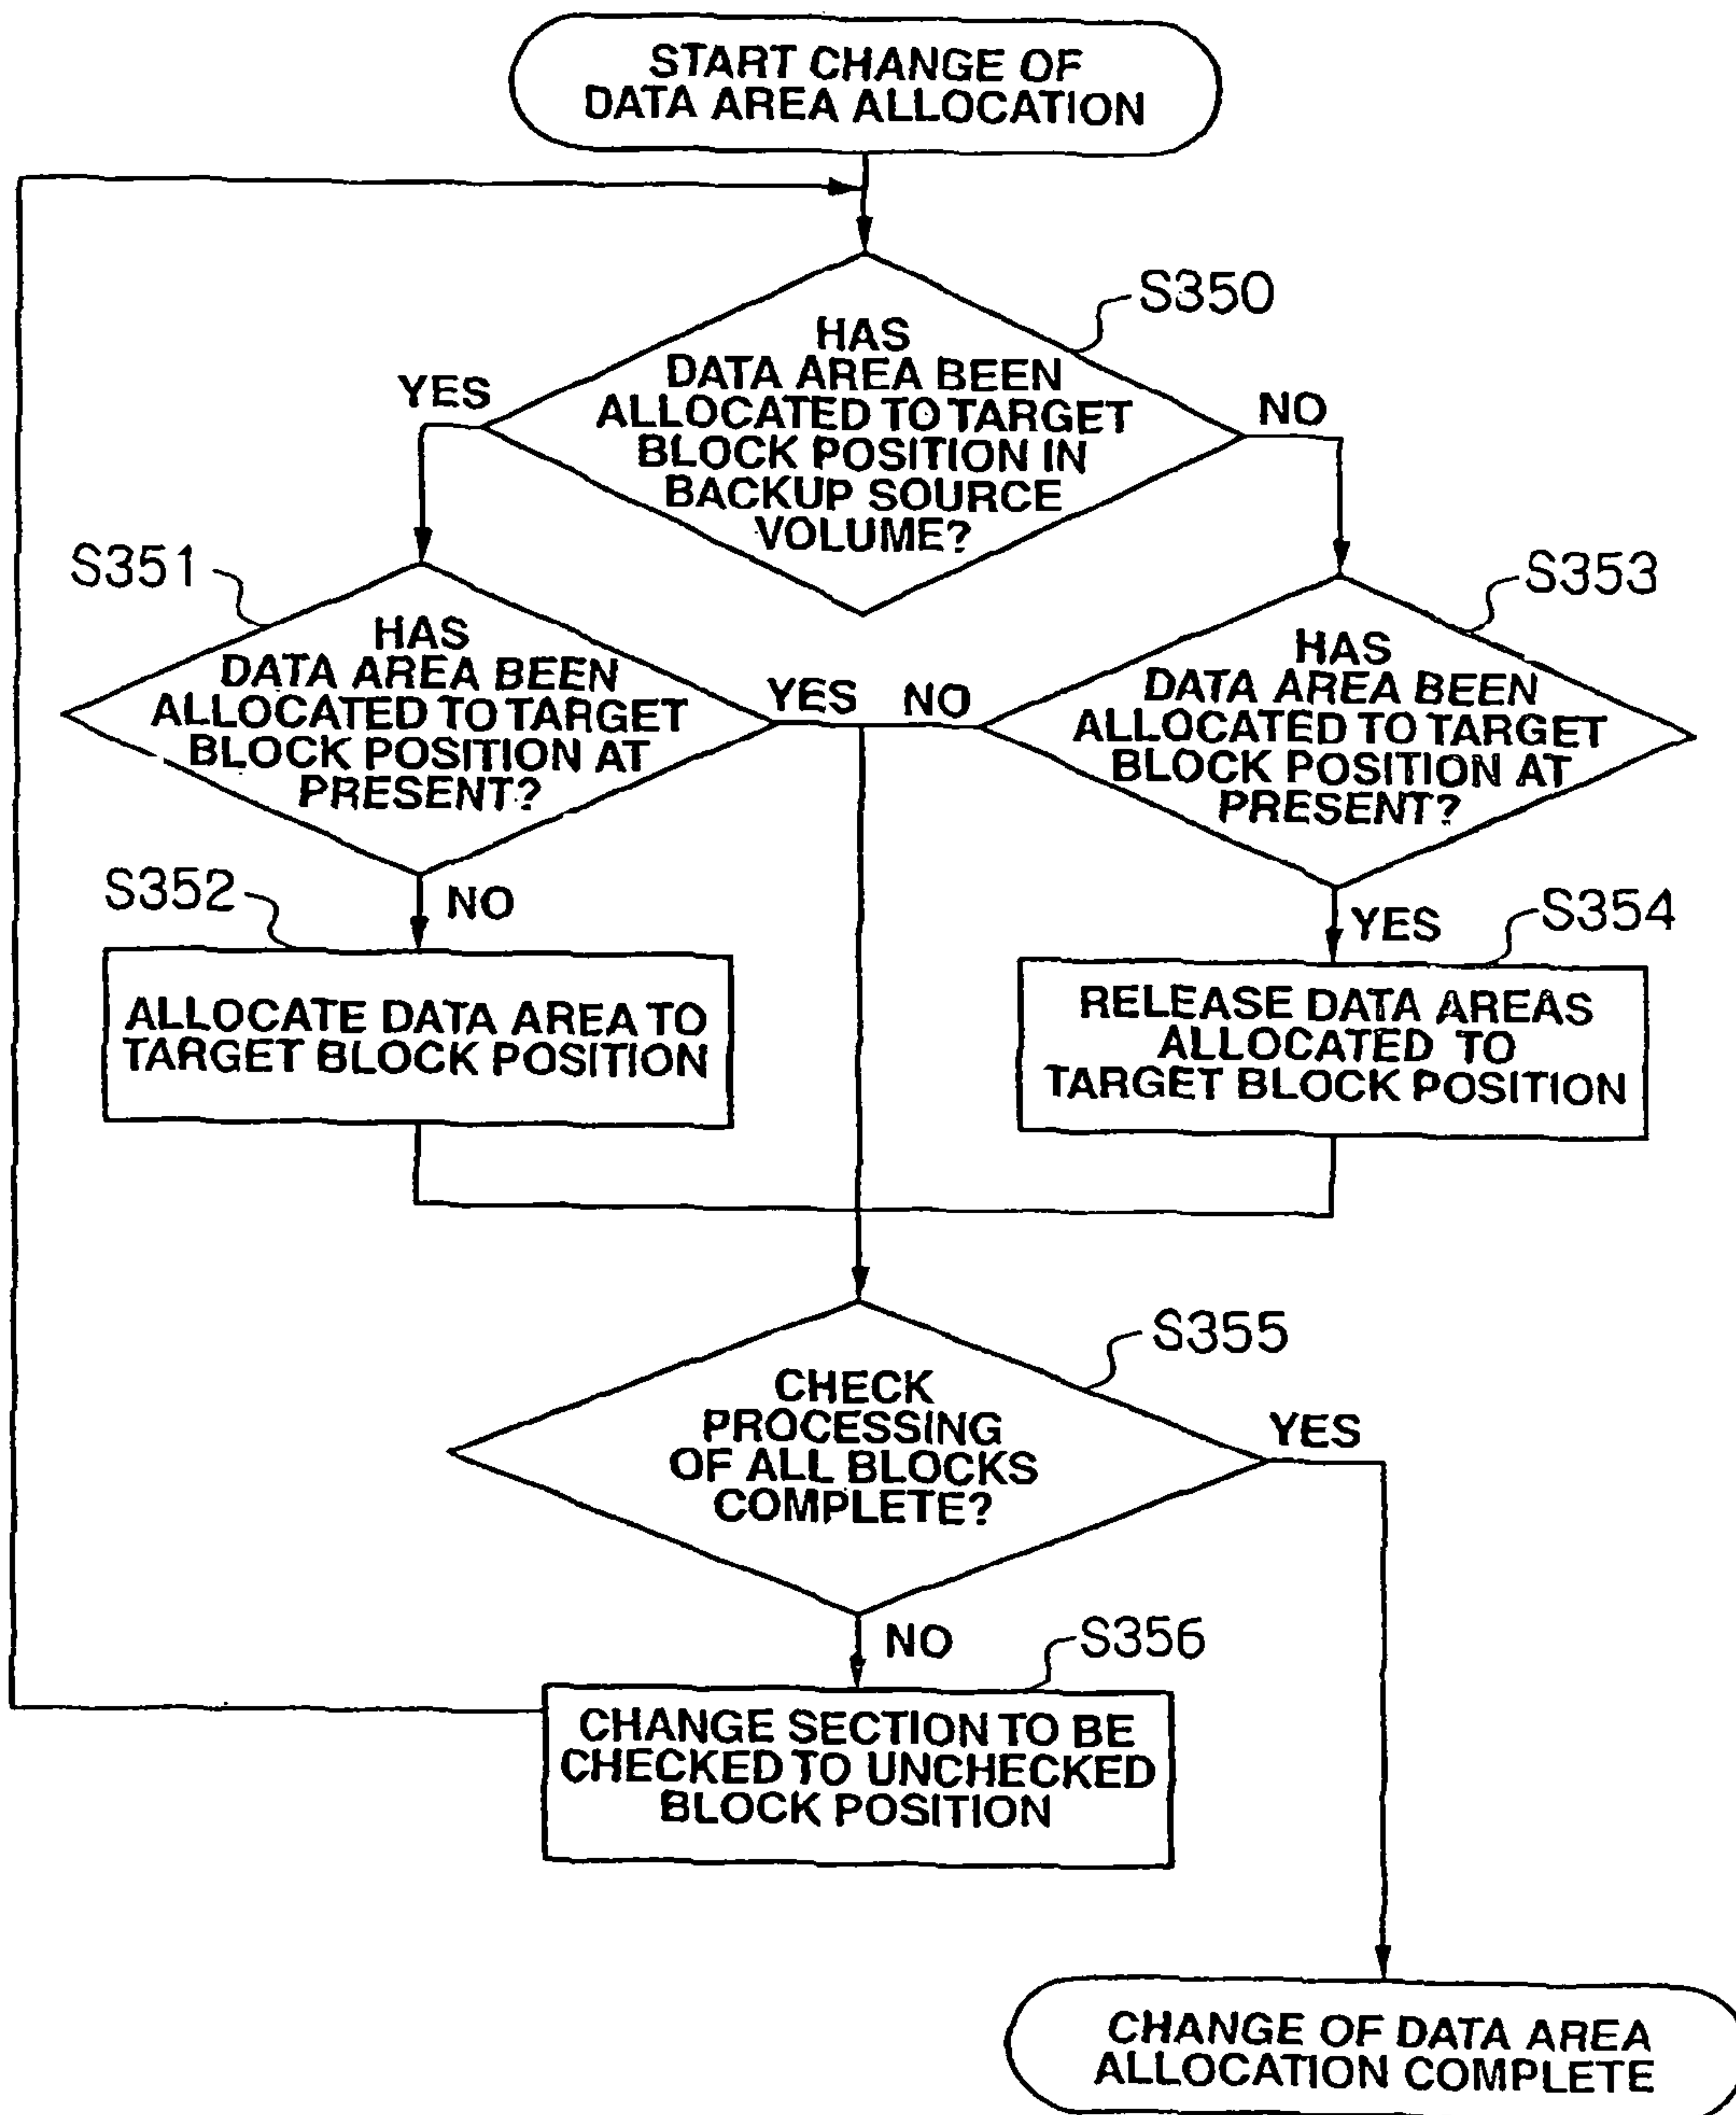 START CHANGE OF
DATA AREA ALLOCATION
S350
HAS
DATA AREA BEEN
ALLOCATED TO TARGET
BLOCK POSITION IN
BACKUP SOURCE
VOLUME?
YES
NO
S351
HAS
DATA AREA BEEN
ALLOCATED TO TARGET
BLOCK POSITION AT
PRESENT?
YES
NO
S353
HAS
DATA AREA BEEN
ALLOCATED TO TARGET
BLOCK POSITION AT
PRESENT?
S352
NO
ALLOCATE DATA AREA TO
TARGET BLOCK POSITION
YES
S354
RELEASE DATA AREAS
ALLOCATED TO
TARGET BLOCK POSITION
S355
CHECK
PROCESSING
OF ALL BLOCKS
COMPLETE?
YES
NO
S356
CHANGE SECTION TO BE
CHECKED TO UNCHECKED
BLOCK POSITION
CHANGE OF DATA AREA
ALLOCATION COMPLETE